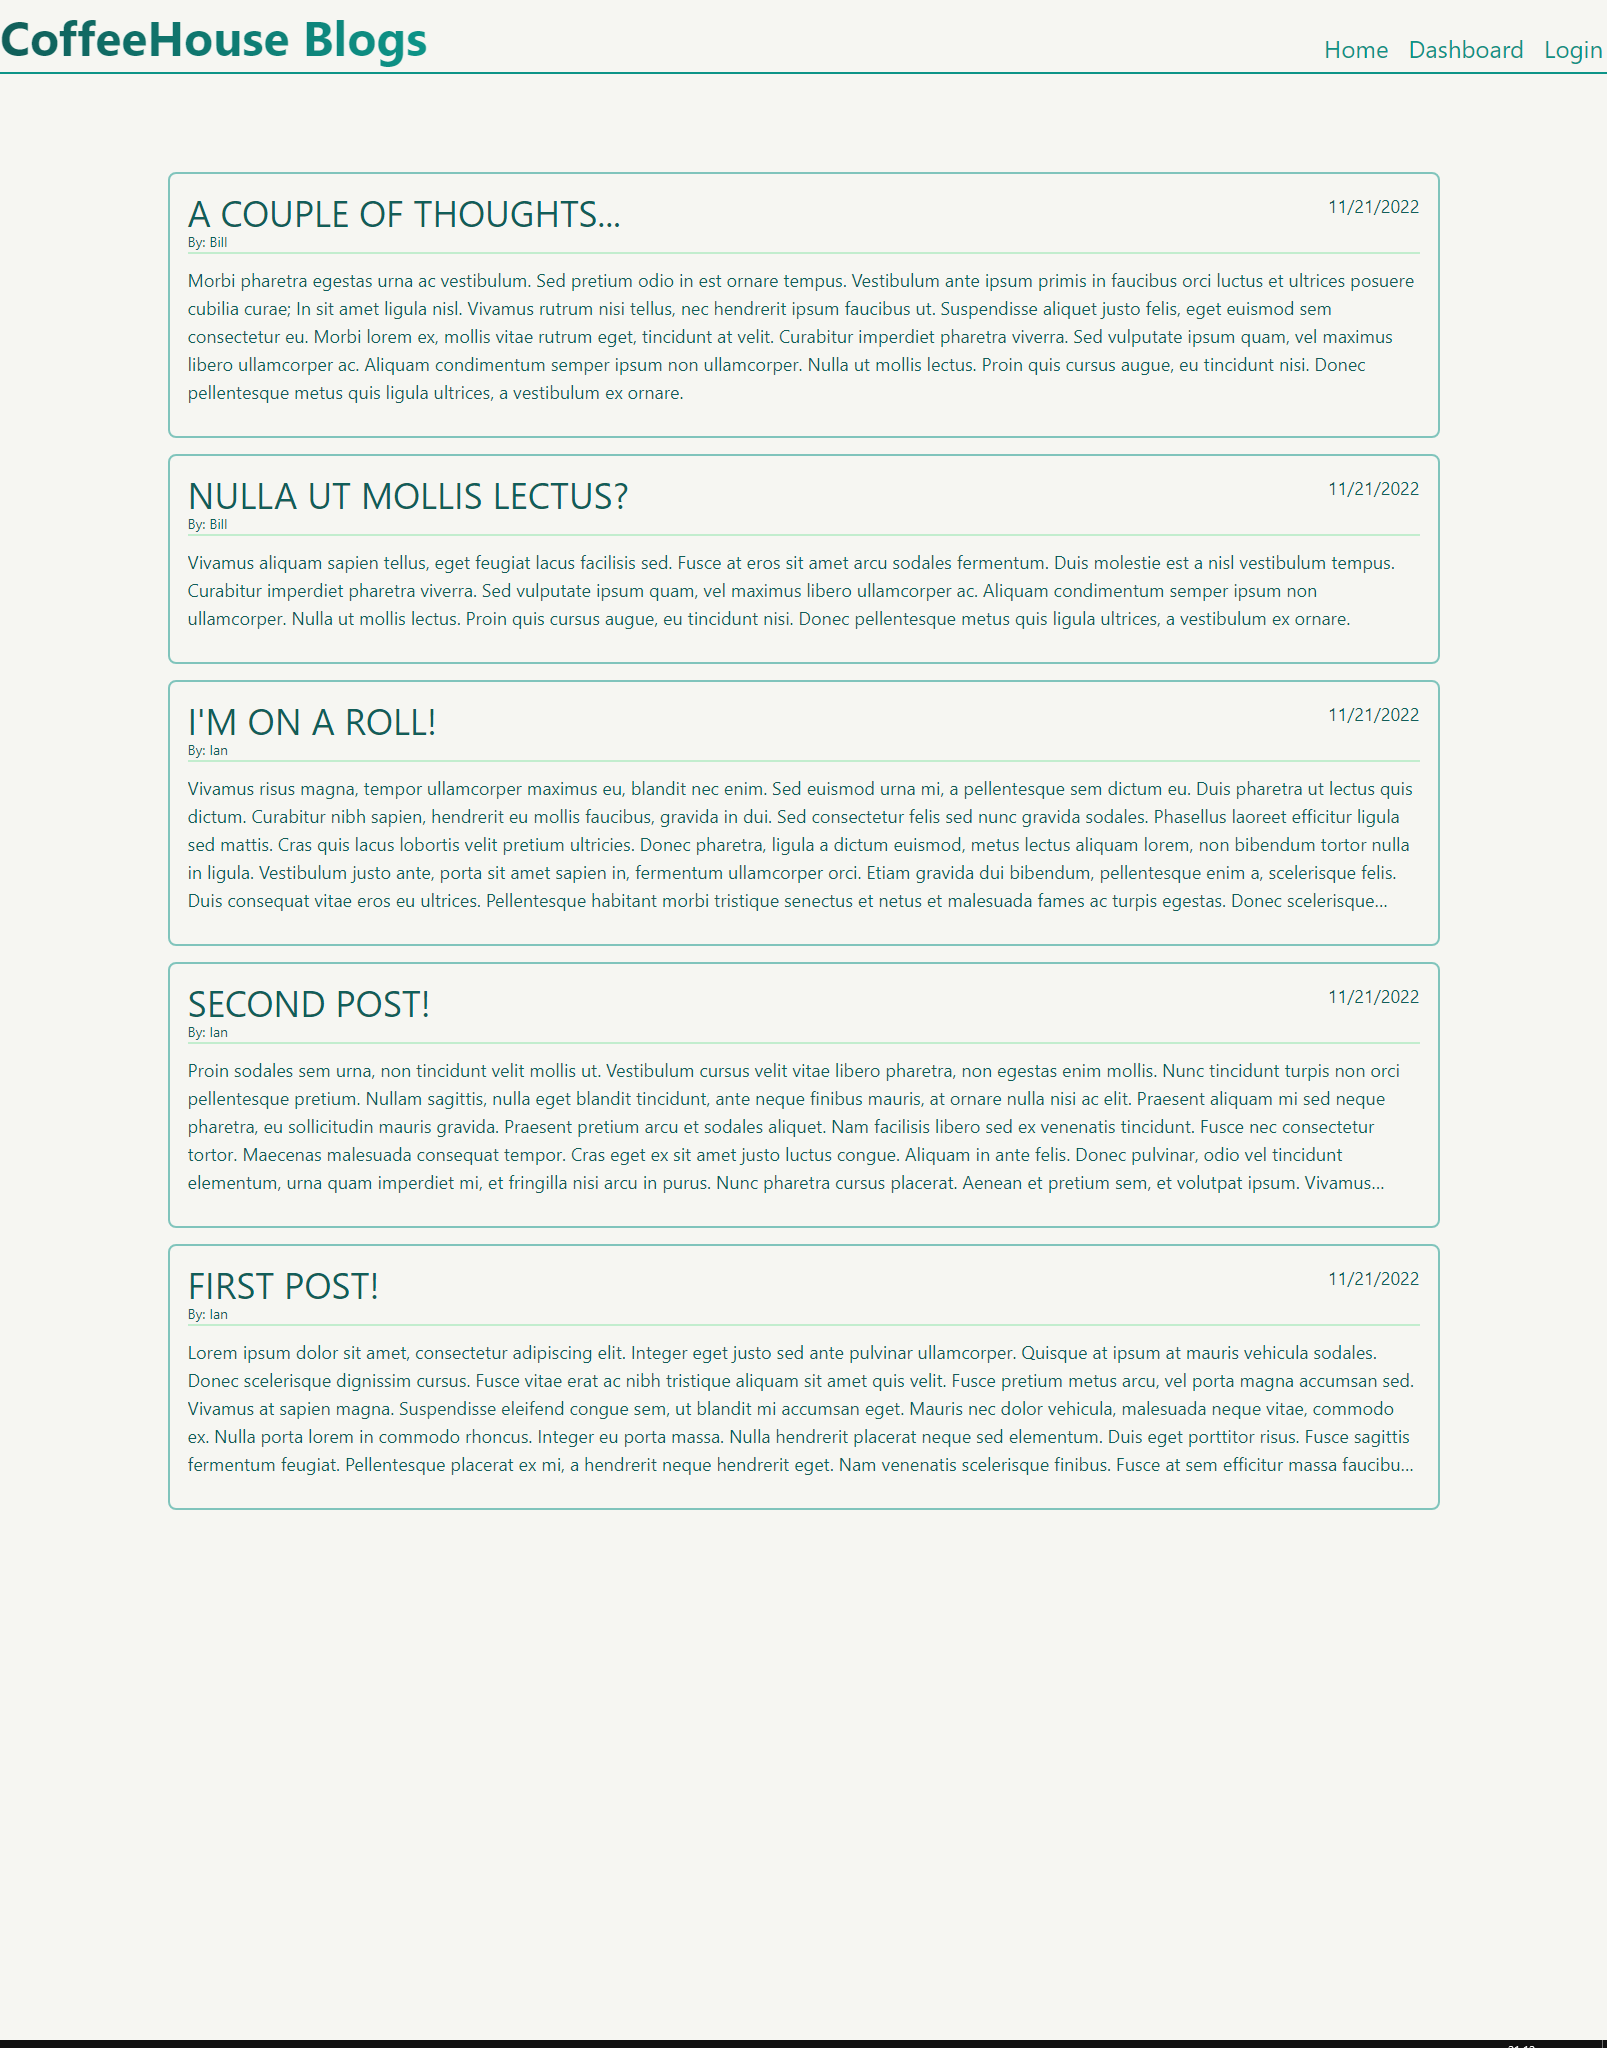 CoffeeHouse Blogs
Home Dashboard Login
A COUPLE OF THOUGHTS...
11/21/2022
By: Bill
Morbi pharetra egestas urna ac vestibulum. Sed pretium odio in est ornare tempus. Vestibulum ante ipsum primis in faucibus orci luctus et ultrices posuere
cubilia curae; In sit amet ligula nisl. Vivamus rutrum nisi tellus, nec hendrerit ipsum faucibus ut. Suspendisse aliquet justo felis, eget euismod sem
consectetur eu. Morbi lorem ex, mollis vitae rutrum eget, tincidunt at velit. Curabitur imperdiet pharetra viverra. Sed vulputate ipsum quam, vel maximus
libero ullamcorper ac. Aliquam condimentum semper ipsum non ullamcorper. Nulla ut mollis lectus. Proin quis cursus augue, eu tincidunt nisi. Donec
pellentesque metus quis ligula ultrices, a vestibulum ex ornare.
NULLA UT MOLLIS LECTUS?
11/21/2022
By: Bill
Vivamus aliquam sapien tellus, eget feugiat lacus facilisis sed. Fusce at eros sit amet arcu sodales fermentum. Duis molestie est a nisl vestibulum tempus.
Curabitur imperdiet pharetra viverra. Sed vulputate ipsum quam, vel maximus libero ullamcorper ac. Aliquam condimentum semper ipsum non
ullamcorper. Nulla ut mollis lectus. Proin quis cursus augue, eu tincidunt nisi. Donec pellentesque metus quis ligula ultrices, a vestibulum ex ornare.
I'M ON A ROLL!
11/21/2022
By: Ian
Vivamus risus magna, tempor ullamcorper maximus eu, blandit nec enim. Sed euismod urna mi, a pellentesque sem dictum eu. Duis pharetra ut lectus quis
dictum. Curabitur nibh sapien, hendrerit eu mollis faucibus, gravida in dui. Sed consectetur felis sed nunc gravida sodales. Phasellus laoreet efficitur ligula
sed mattis. Cras quis lacus lobortis velit pretium ultricies. Donec pharetra, ligula a dictum euismod, metus lectus aliquam lorem, non bibendum tortor nulla
in ligula. Vestibulum justo ante, porta sit amet sapien in, fermentum ullamcorper orci. Etiam gravida dui bibendum, pellentesque enim a, scelerisque felis.
Duis consequat vitae eros eu ultrices. Pellentesque habitant morbi tristique senectus et netus et malesuada fames ac turpis egestas. Donec scelerisque...
SECOND POST!
11/21/2022
By: Ian
Proin sodales sem urna, non tincidunt velit mollis ut. Vestibulum cursus velit vitae libero pharetra, non egestas enim mollis. Nunc tincidunt turpis non orci
pellentesque pretium. Nullam sagittis, nulla eget blandit tincidunt, ante neque finibus mauris, at ornare nulla nisi ac elit. Praesent aliquam mi sed neque
pharetra, eu sollicitudin mauris gravida. Praesent pretium arcu et sodales aliquet. Nam facilisis libero sed ex venenatis tincidunt. Fusce nec consectetur
tortor. Maecenas malesuada consequat tempor. Cras eget ex sit amet justo luctus congue. Aliquam in ante felis. Donec pulvinar, odio vel tincidunt
elementum, urna quam imperdiet mi, et fringilla nisi arcu in purus. Nunc pharetra cursus placerat. Aenean et pretium sem, et volutpat ipsum. Vivamus...
FIRST POST!
11/21/2022
By: Ian
Lorem ipsum dolor sit amet, consectetur adipiscing elit. Integer eget justo sed ante pulvinar ullamcorper. Quisque at ipsum at mauris vehicula sodales.
Donec scelerisque dignissim cursus. Fusce vitae erat ac nibh tristique aliquam sit amet quis velit. Fusce pretium metus arcu, vel porta magna accumsan sed.
Vivamus at sapien magna. Suspendisse eleifend congue sem, ut blandit mi accumsan eget. Mauris nec dolor vehicula, malesuada neque vitae, commodo
ex. Nulla porta lorem in commodo rhoncus. Integer eu porta massa. Nulla hendrerit placerat neque sed elementum. Duis eget porttitor risus. Fusce sagittis
fermentum feugiat. Pellentesque placerat ex mi, a hendrerit neque hendrerit eget. Nam venenatis scelerisque finibus. Fusce at sem efficitur massa faucibu...